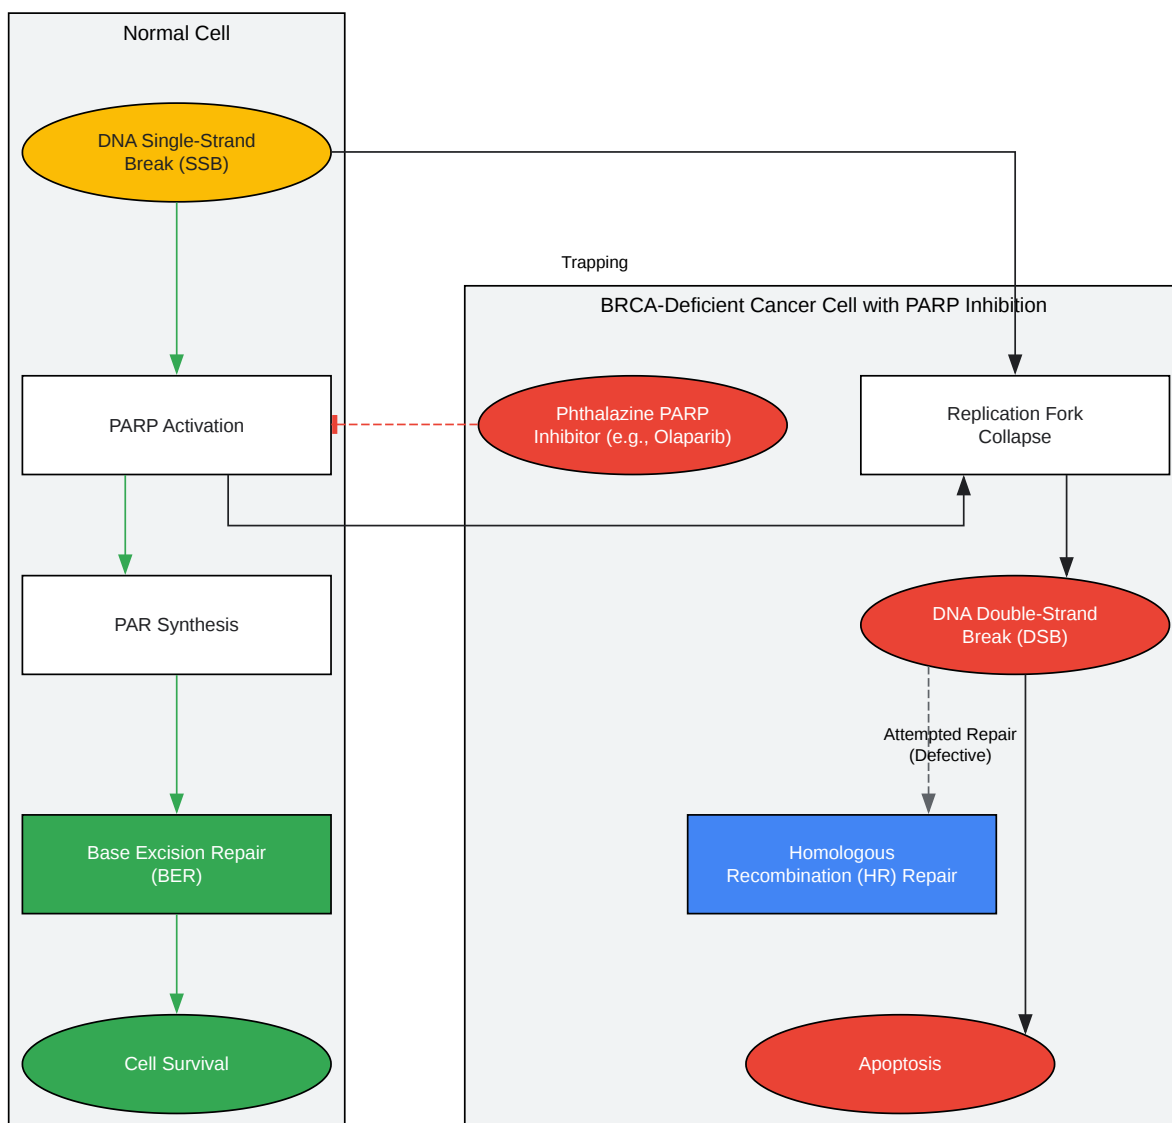 Normal Cell
DNA Single-Strand
Break (SSB)
Trapping
BRCA-Deficient Cancer Cell with PARP Inhibition
PARP Activation
Phthalazine PARP
Inhibitor (e.g., Olaparib)
Replication Fork
Collapse
PAR Synthesis
DNA Double-Strand
Break (DSB)
Attempted Repair
(Defective)
Base Excision Repair
(BER)
Homologous
Recombination (HR) Repair
Cell Survival
Apoptosis